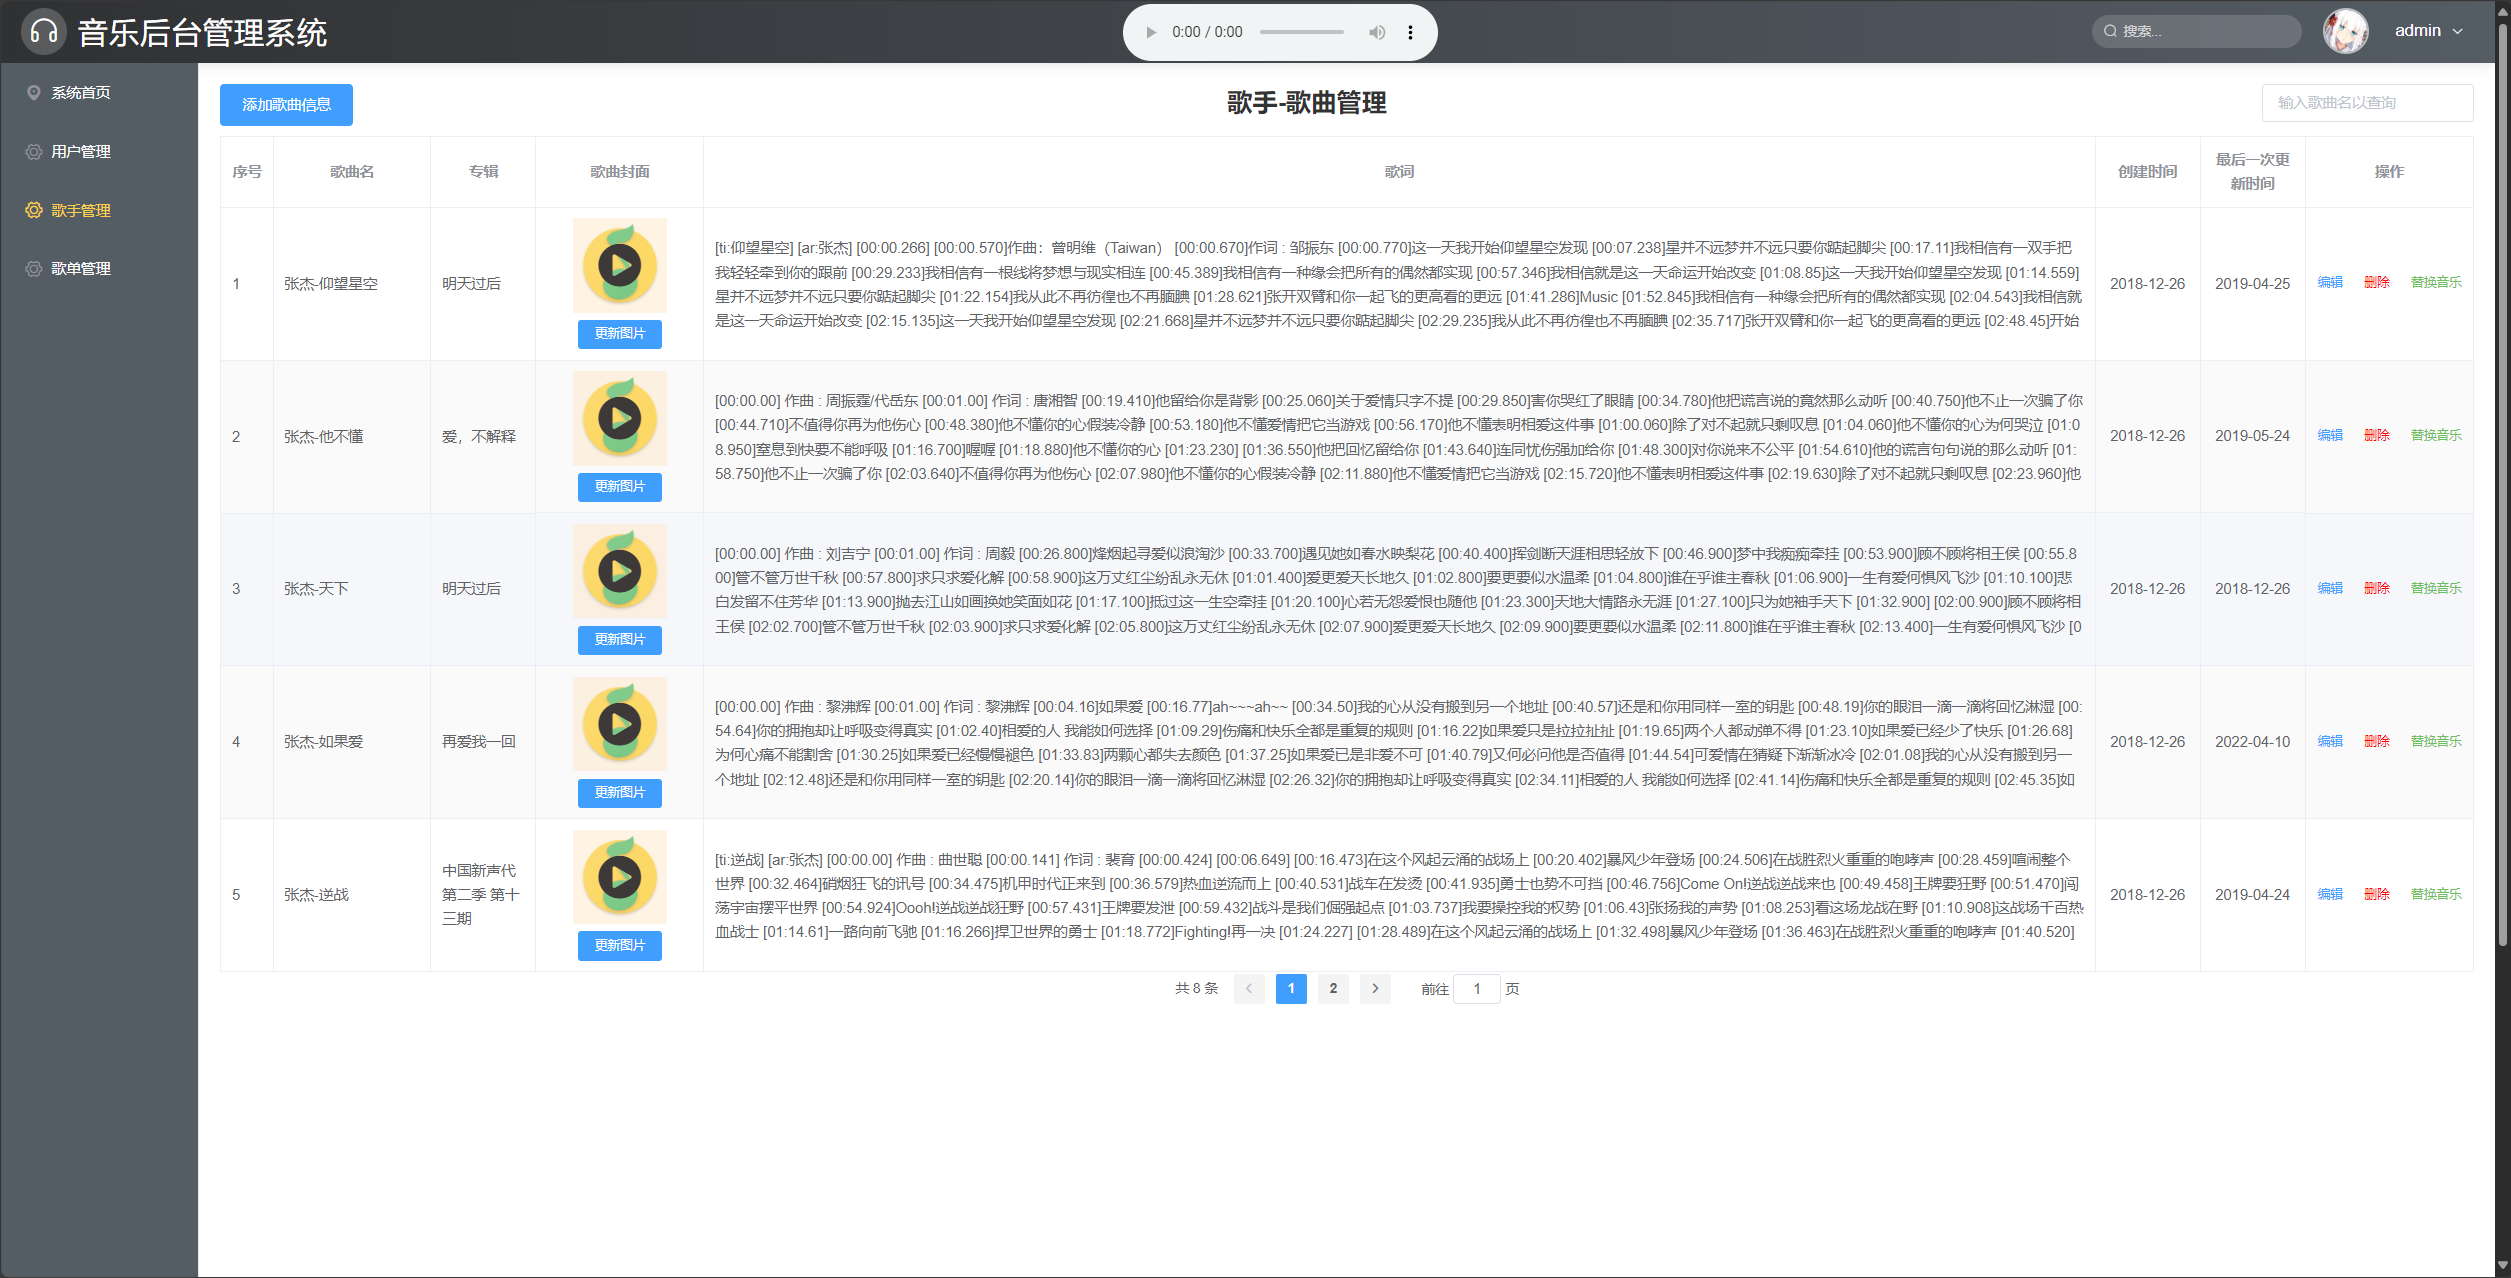 音乐后台管理系统
0:00 / 0:00
搜索...
admin
系统首页
用户管理
歌手管理
歌单管理
添加歌曲信息
歌手-歌曲管理
输入歌曲名以查询
序号 歌曲名 专辑 歌曲封面 歌词 创建时间 最后一次更新时间 操作
1
张杰-仰望星空
明天过后
更新图片
[ti:仰望星空] [ar:张杰] [00:00.266] [00:00.570]作曲：曾明维（Taiwan） [00:00.670]作词 : 邹振东 [00:00.770]这一天我开始仰望星空发现 [00:07.238]星并不远梦并不远只要你踮起脚尖 [00:17.11]我相信有一双手把
我轻轻牵到你的跟前 [00:29.233]我相信有一根线将梦想与现实相连 [00:45.389]我相信有一种缘会把所有的偶然都实现 [00:57.346]我相信就是这一天命运开始改变 [01:08.85]这一天我开始仰望星空发现 [01:14.559]
星并不远梦并不远只要你踮起脚尖 [01:22.154]我从此不再彷徨也不再腼腆 [01:28.621]张开双臂和你一起飞的更高看的更远 [01:41.286]Music [01:52.845]我相信有一种缘会把所有的偶然都实现 [02:04.543]我相信就
是这一天命运开始改变 [02:15.135]这一天我开始仰望星空发现 [02:21.668]星并不远梦并不远只要你踮起脚尖 [02:29.235]我从此不再彷徨也不再腼腆 [02:35.717]张开双臂和你一起飞的更高看的更远 [02:48.45]开始
2018-12-26
2019-04-25
编辑 删除 替换音乐
2
张杰-他不懂
爱，不解释
更新图片
[00:00.00] 作曲 : 周振霆/代岳东 [00:01.00] 作词 : 唐湘智 [00:19.410]他留给你是背影 [00:25.060]关于爱情只字不提 [00:29.850]害你哭红了眼睛 [00:34.780]他把谎言说的竟然那么动听 [00:40.750]他不止一次骗了你
[00:44.710]不值得你再为他伤心 [00:48.380]他不懂你的心假装冷静 [00:53.180]他不懂爱情把它当游戏 [00:56.170]他不懂表明相爱这件事 [01:00.060]除了对不起就只剩叹息 [01:04.060]他不懂你的心为何哭泣 [01:0
8.950]窒息到快要不能呼吸 [01:16.700]喔喔 [01:18.880]他不懂你的心 [01:23.230] [01:36.550]他把回忆留给你 [01:43.640]连同忧伤强加给你 [01:48.300]对你说来不公平 [01:54.610]他的谎言句句说的那么动听 [01:
58.750]他不止一次骗了你 [02:03.640]不值得你再为他伤心 [02:07.980]他不懂你的心假装冷静 [02:11.880]他不懂爱情把它当游戏 [02:15.720]他不懂表明相爱这件事 [02:19.630]除了对不起就只剩叹息 [02:23.960]他
2018-12-26
2019-05-24
编辑 删除 替换音乐
3
张杰-天下
明天过后
更新图片
[00:00.00] 作曲 : 刘吉宁 [00:01.00] 作词 : 周毅 [00:26.800]烽烟起寻爱似浪淘沙 [00:33.700]遇见她如春水映梨花 [00:40.400]挥剑断天涯相思轻放下 [00:46.900]梦中我痴痴牵挂 [00:53.900]顾不顾将相王侯 [00:55.8
00]管不管万世千秋 [00:57.800]求只求爱化解 [00:58.900]这万丈红尘纷乱永无休 [01:01.400]爱更爱天长地久 [01:02.800]要更要似水温柔 [01:04.800]谁在乎谁主春秋 [01:06.900]一生有爱何惧风飞沙 [01:10.100]悲
白发留不住芳华 [01:13.900]抛去江山如画换她笑面如花 [01:17.100]抵过这一生空牵挂 [01:20.100]心若无怨爱恨也随他 [01:23.300]天地大情路永无涯 [01:27.100]只为她袖手天下 [01:32.900] [02:00.900]顾不顾将相
王侯 [02:02.700]管不管万世千秋 [02:03.900]求只求爱化解 [02:05.800]这万丈红尘纷乱永无休 [02:07.900]爱更爱天长地久 [02:09.900]要更要似水温柔 [02:11.800]谁在乎谁主春秋 [02:13.400]一生有爱何惧风飞沙 [0
2018-12-26
2018-12-26
编辑 删除 替换音乐
4
张杰-如果爱
再爱我一回
更新图片
[00:00.00] 作曲 : 黎沸辉 [00:01.00] 作词 : 黎沸辉 [00:04.16]如果爱 [00:16.77]ah~~~ah~~ [00:34.50]我的心从没有搬到另一个地址 [00:40.57]还是和你用同样一室的钥匙 [00:48.19]你的眼泪一滴一滴将回忆淋湿 [00:
54.64]你的拥抱却让呼吸变得真实 [01:02.40]相爱的人 我能如何选择 [01:09.29]伤痛和快乐全都是重复的规则 [01:16.22]如果爱只是拉拉扯扯 [01:19.65]两个人都动弹不得 [01:23.10]如果爱已经少了快乐 [01:26.68]
为何心痛不能割舍 [01:30.25]如果爱已经慢慢褪色 [01:33.83]两颗心都失去颜色 [01:37.25]如果爱已是非爱不可 [01:40.79]又何必问他是否值得 [01:44.54]可爱情在猜疑下渐渐冰冷 [02:01.08]我的心从没有搬到另一
个地址 [02:12.48]还是和你用同样一室的钥匙 [02:20.14]你的眼泪一滴一滴将回忆淋湿 [02:26.32]你的拥抱却让呼吸变得真实 [02:34.11]相爱的人 我能如何选择 [02:41.14]伤痛和快乐全都是重复的规则 [02:45.35]如
2018-12-26
2022-04-10
编辑 删除 替换音乐
5
张杰-逆战
中国新声代
第二季 第十
三期
更新图片
[ti:逆战] [ar:张杰] [00:00.00] 作曲 : 曲世聪 [00:00.141] 作词 : 裴育 [00:00.424] [00:06.649] [00:16.473]在这个风起云涌的战场上 [00:20.402]暴风少年登场 [00:24.506]在战胜烈火重重的咆哮声 [00:28.459]喧闹整个
世界 [00:32.464]硝烟狂飞的讯号 [00:34.475]机甲时代正来到 [00:36.579]热血逆流而上 [00:40.531]战车在发烫 [00:41.935]勇士也势不可挡 [00:46.756]Come On!逆战逆战来也 [00:49.458]王牌要狂野 [00:51.470]闯
荡宇宙摆平世界 [00:54.924]Oooh!逆战逆战狂野 [00:57.431]王牌要发泄 [00:59.432]战斗是我们倔强起点 [01:03.737]我要操控我的权势 [01:06.43]张扬我的声势 [01:08.253]看这场龙战在野 [01:10.908]这战场千百热
血战士 [01:14.61]一路向前飞驰 [01:16.266]捍卫世界的勇士 [01:18.772]Fighting!再一决 [01:24.227] [01:28.489]在这个风起云涌的战场上 [01:32.498]暴风少年登场 [01:36.463]在战胜烈火重重的咆哮声 [01:40.520]
2018-12-26
2019-04-24
编辑 删除 替换音乐
共 8 条 1 2 前往 1 页